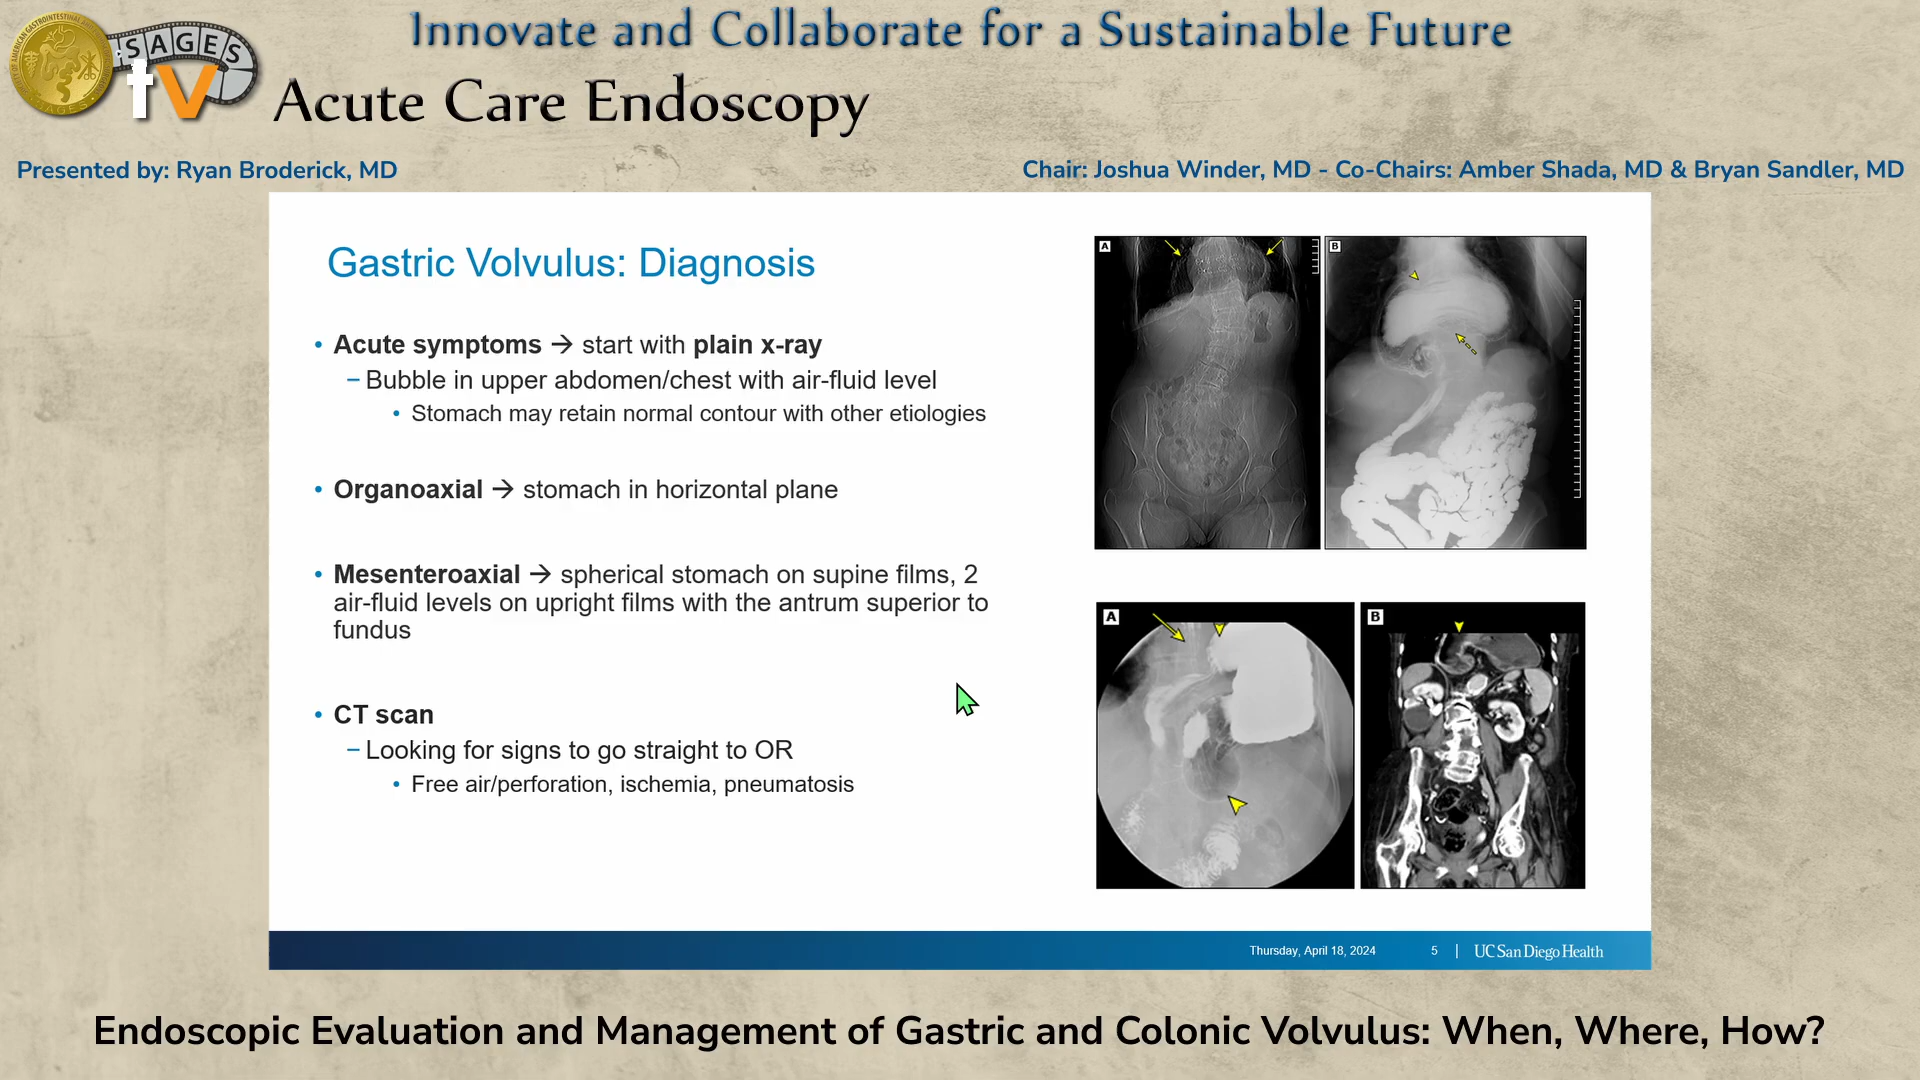 Innovate and Collaborate for a Sustainable Future
SAGES
tv
Acute Care Endoscopy
Presented by: Ryan Broderick, MD
Chair: Joshua Winder, MD - Co-Chairs: Amber Shada, MD & Bryan Sandler, MD
Gastric Volvulus: Diagnosis
• Acute symptoms → start with plain x-ray
– Bubble in upper abdomen/chest with air-fluid level
• Stomach may retain normal contour with other etiologies
• Organoaxial → stomach in horizontal plane
• Mesenteroaxial → spherical stomach on supine films, 2
air-fluid levels on upright films with the antrum superior to
fundus
• CT scan
– Looking for signs to go straight to OR
• Free air/perforation, ischemia, pneumatosis
A
B
A
B
Thursday, April 18, 2024
5
UC San Diego Health
Endoscopic Evaluation and Management of Gastric and Colonic Volvulus: When, Where, How?